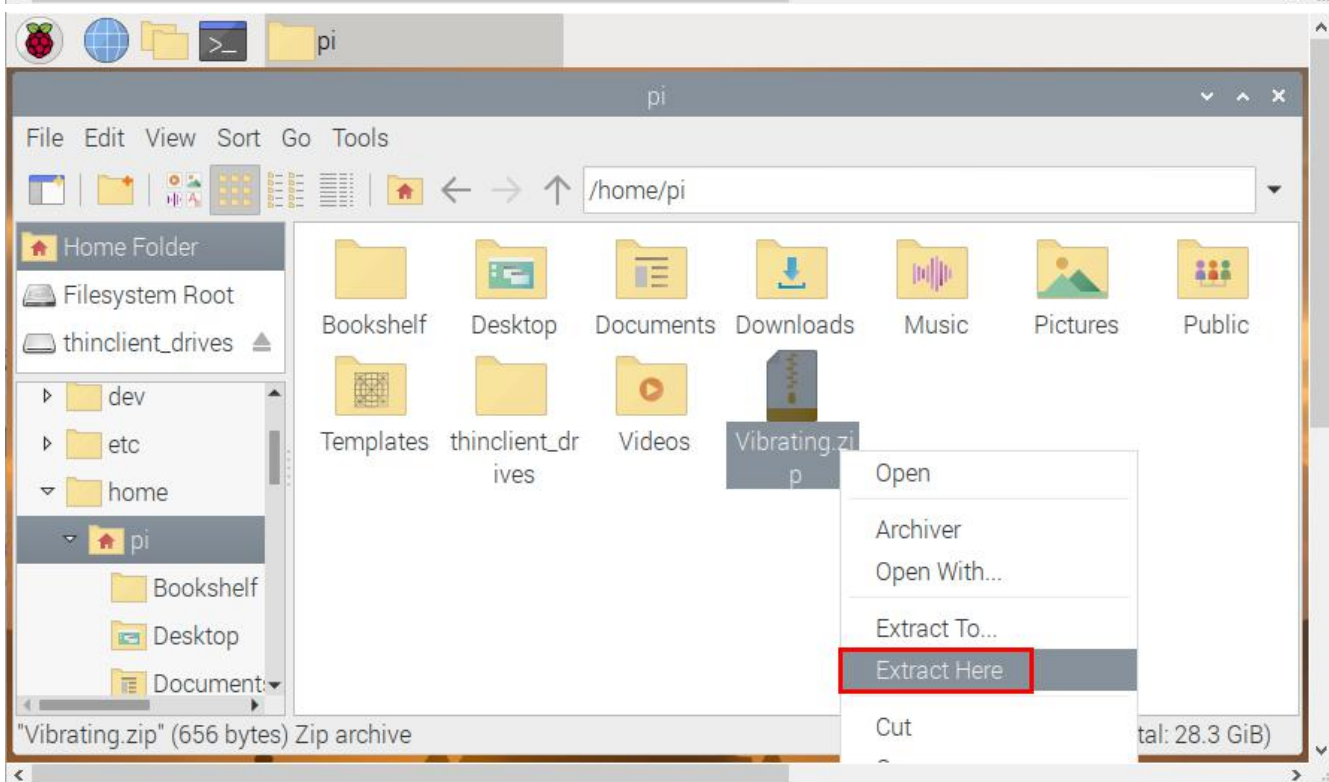 pi
pi
File Edit View Sort Go Tools
/home/pi
Home Folder
Filesystem Root
thinclient_drives
dev
etc
home
pi
Bookshelf
Desktop
Documents
Bookshelf Desktop Documents Downloads Music Pictures Public
Templates thinclient_dr Videos Vibrating.zi
ives p
Open
Archiver
Open With...
Extract To...
Extract Here
Cut
"Vibrating.zip" (656 bytes) Zip archive
tal: 28.3 GiB)